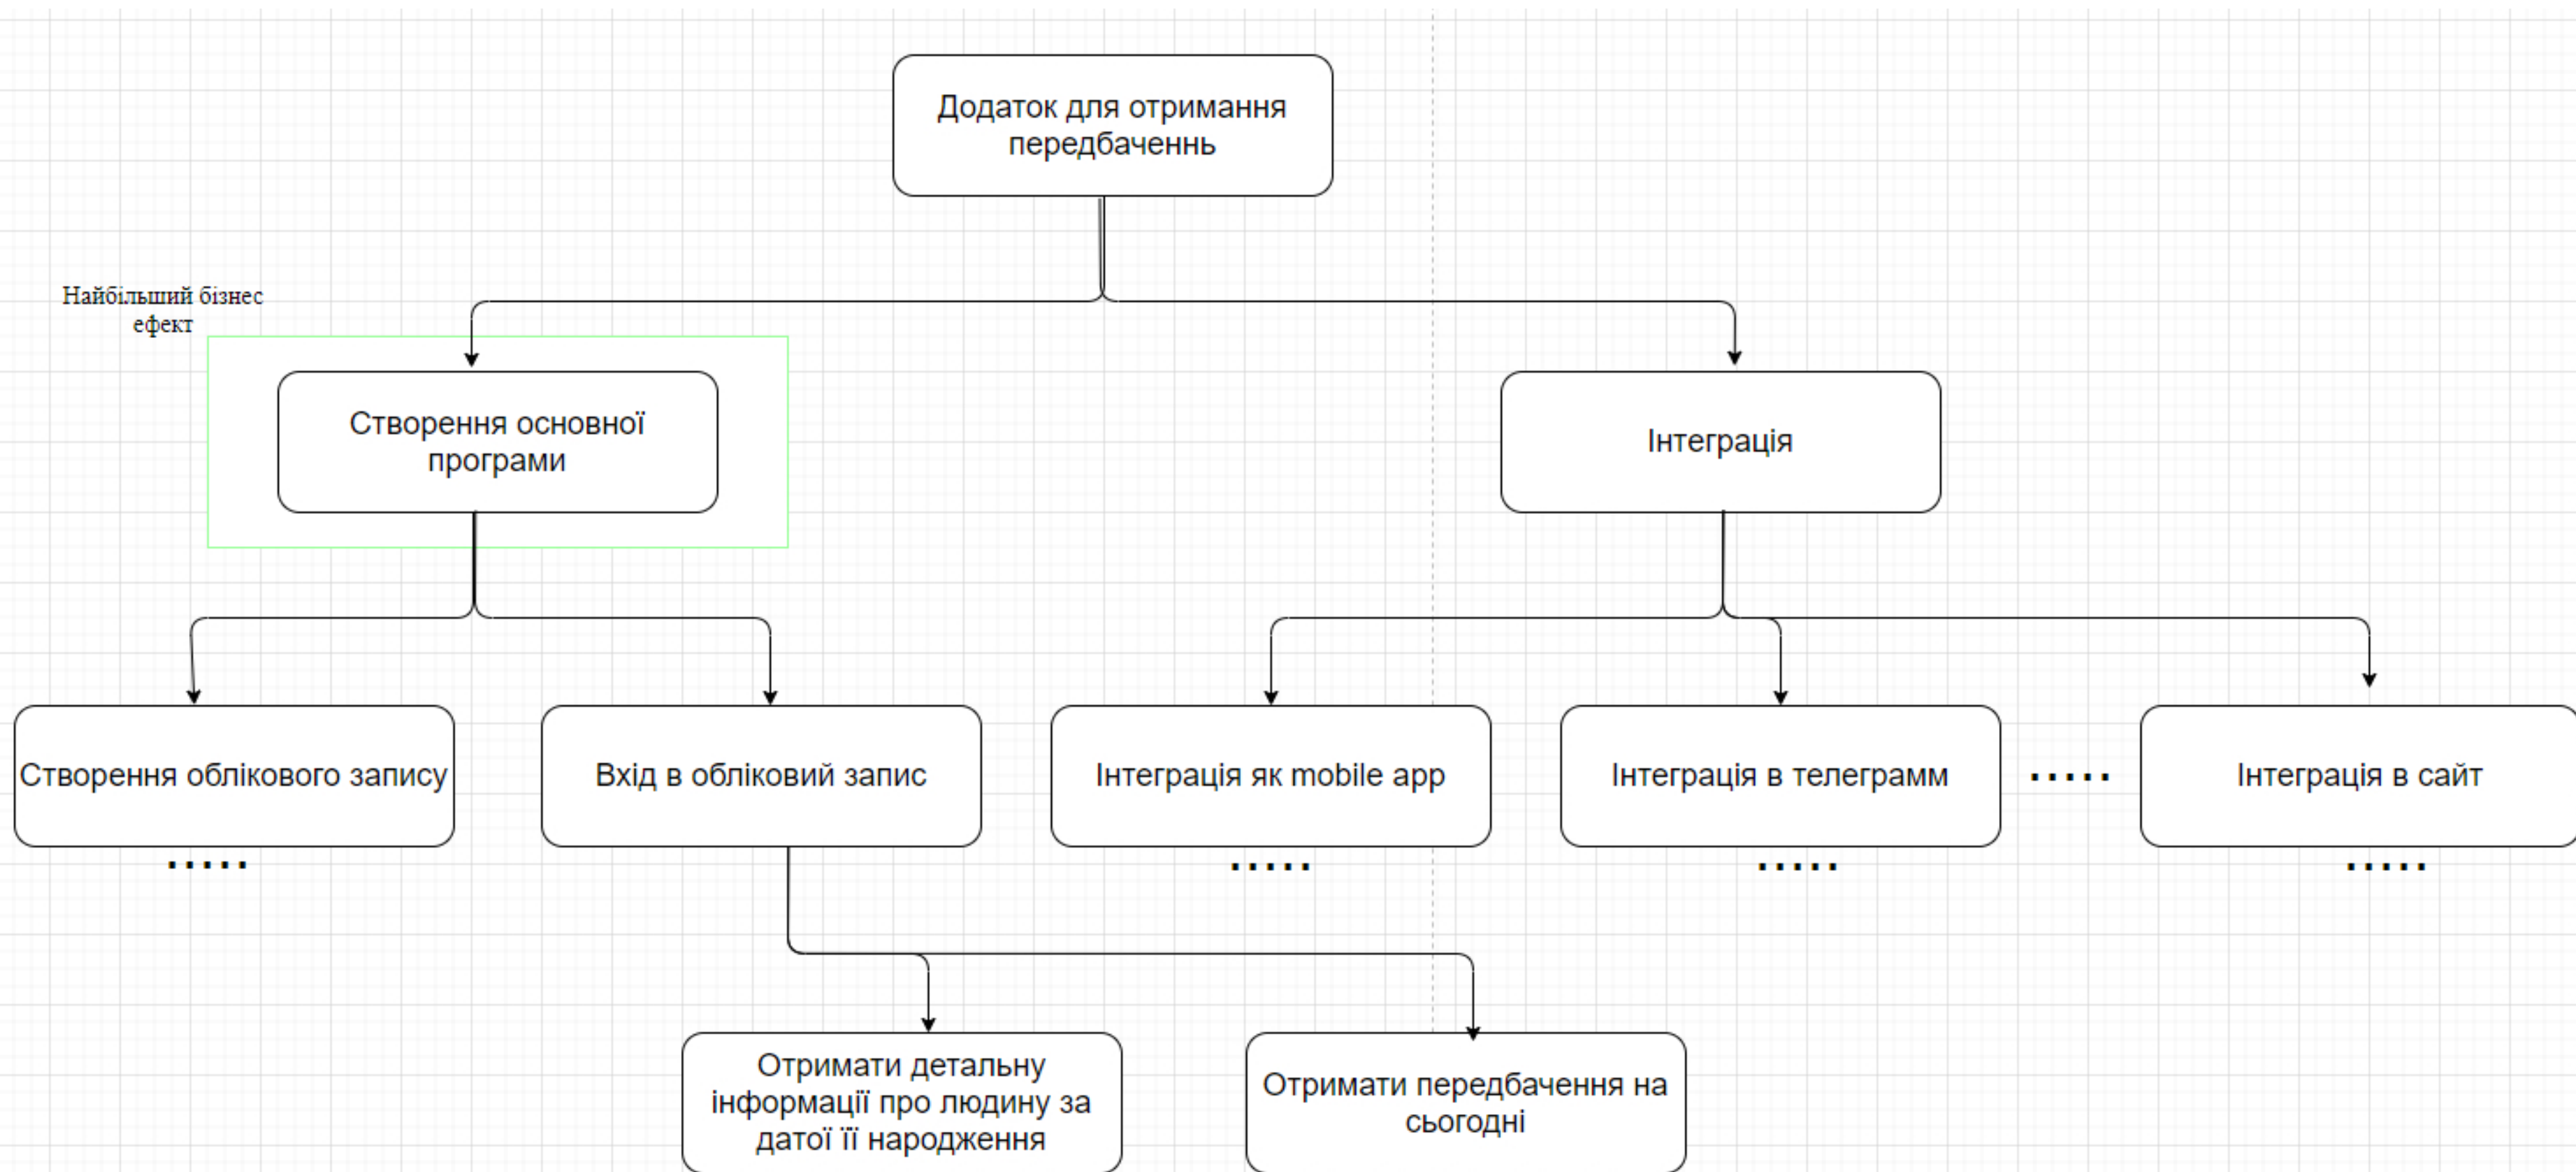 Додаток для отримання
передбаченнь
Найбільший бізнес
ефект
Створення основної
програми
Інтеграція
Створення облікового запису
Вхід в обліковий запис
Інтеграція як mobile app
Інтеграція в телеграмм
.....
Інтеграція в сайт
.....
.....
.....
.....
Отримати детальну
інформації про людину за
датої її народження
Отримати передбачення на
сьогодні